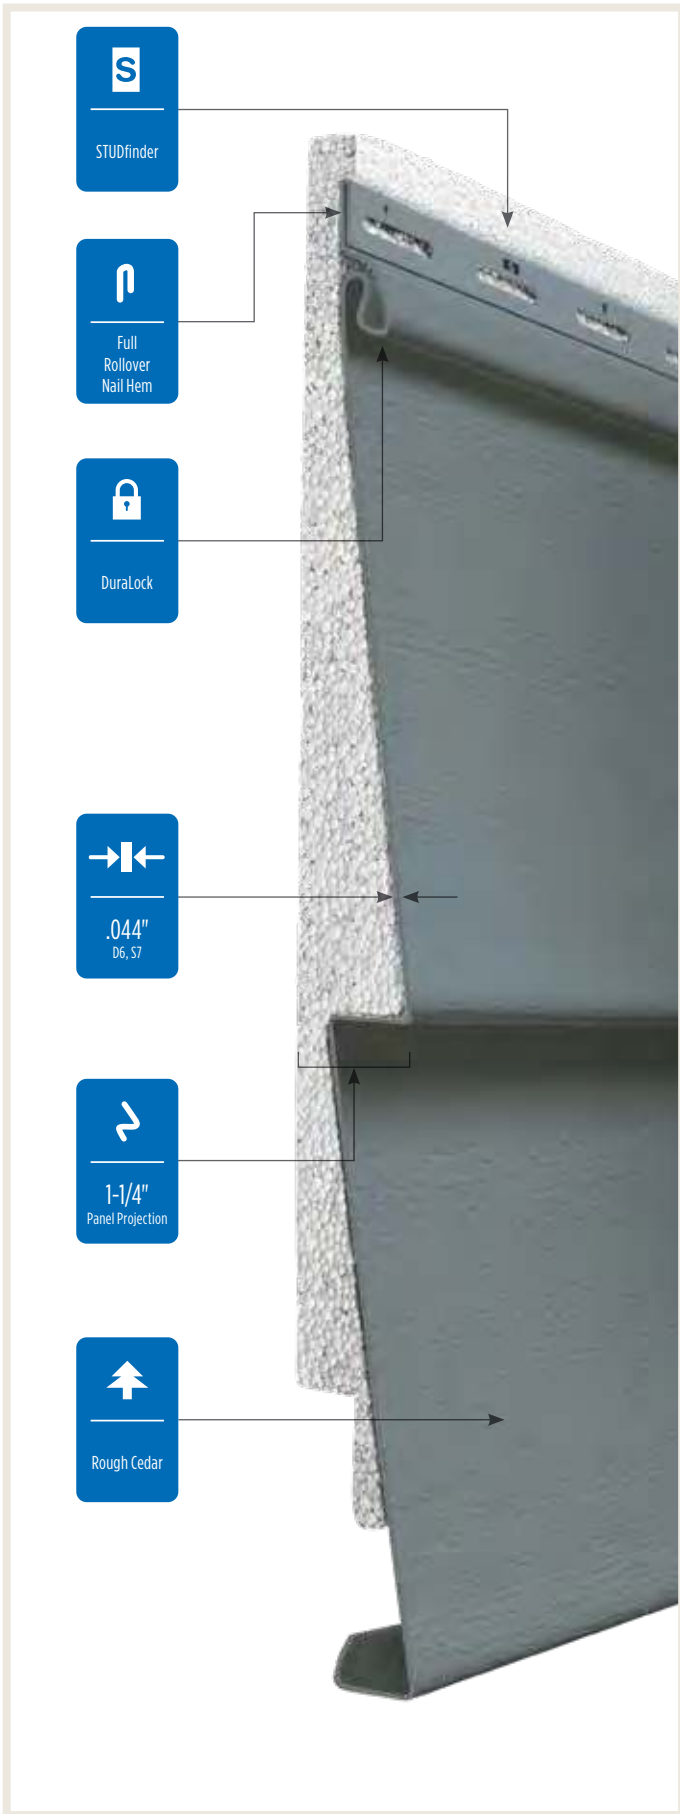 S
STUDfinder
Full
Rollover
Nail Hem
DuraLock
.044"
D6, S7
1-1/4"
Panel Projection
Rough Cedar